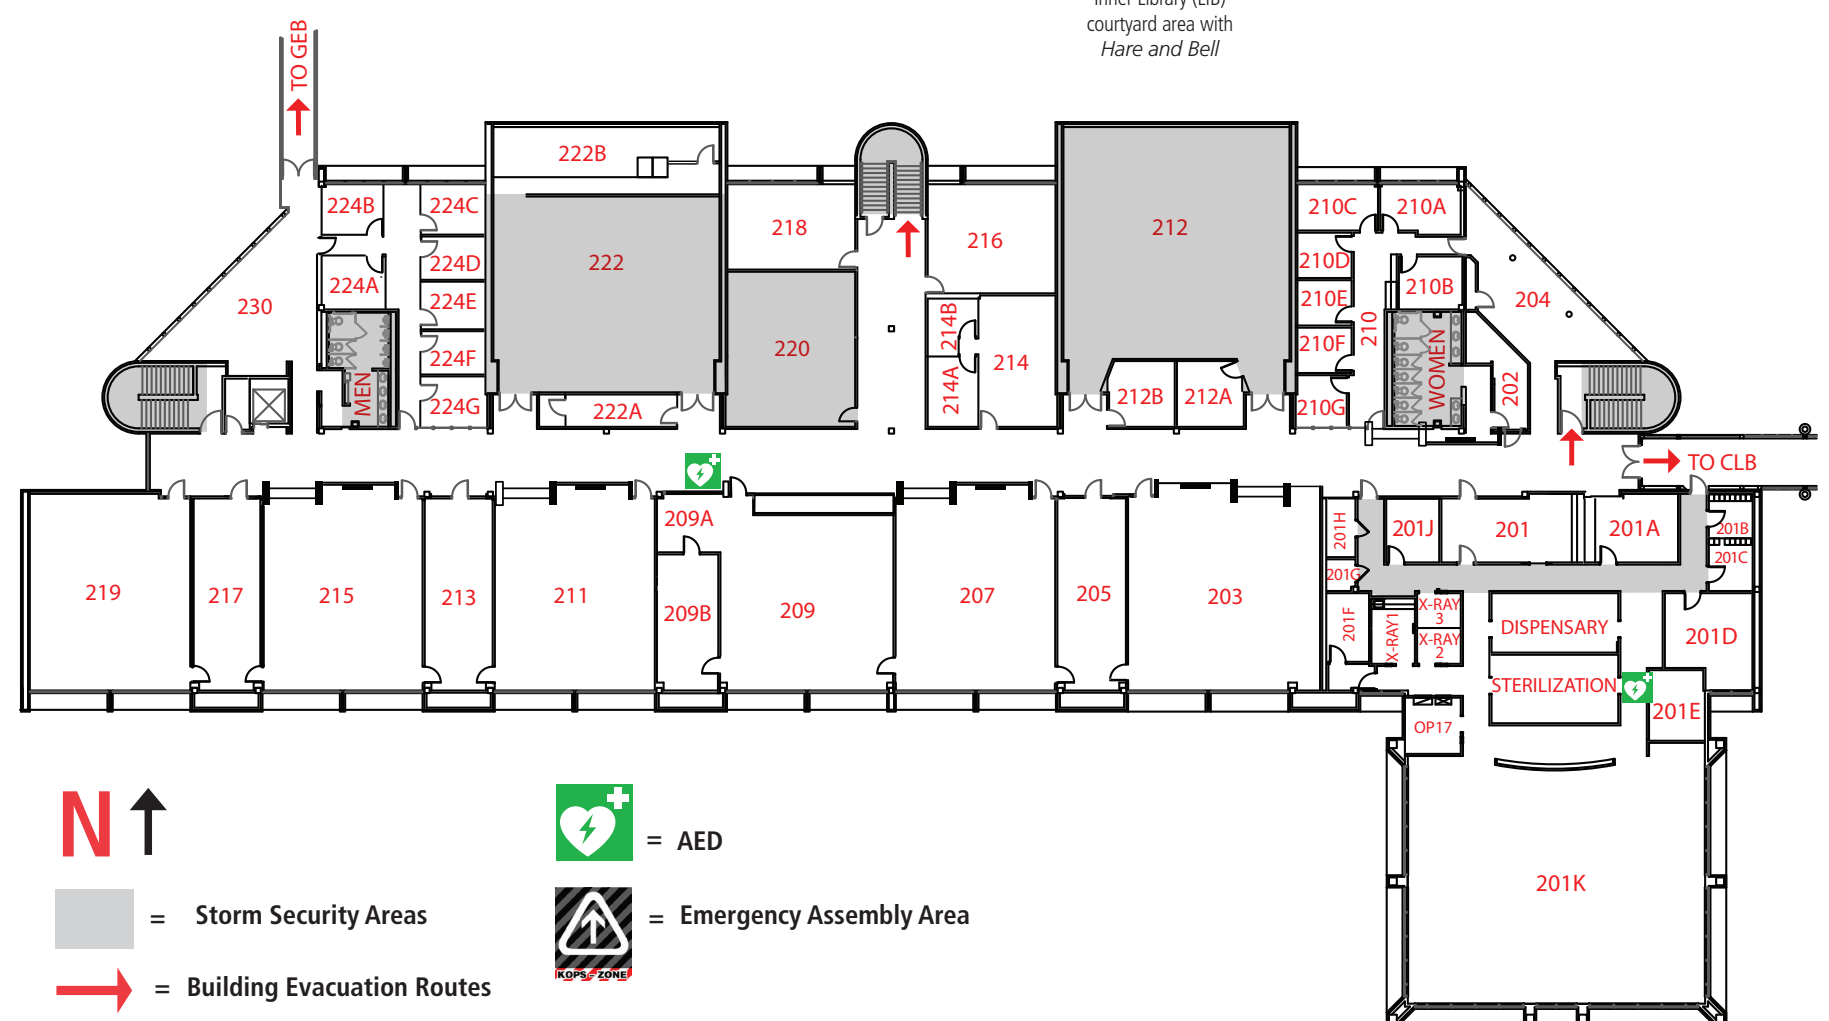 Inner Library (LIB)
courtyard area with
Hare and Bell
TO GEB
222B
224B
224C
218
216
212
210C
210A
224D
222
210D
224A
210B
204
230
224E
210E
214B
210
220
224F
214
210F
WOMEN
MEN
224G
222A
214A
212B
212A
210G
202
TO CLB
209A
201H
201J
201
201A
201B
201C
201G
219
217
215
213
211
209B
209
207
205
203
201F
X-RAY1
X-RAY
3
X-RAY
2
DISPENSARY
201D
STERILIZATION
201E
OP17
201K
N
= AED
= Storm Security Areas
= Emergency Assembly Area
KOPS ZONE
= Building Evacuation Routes